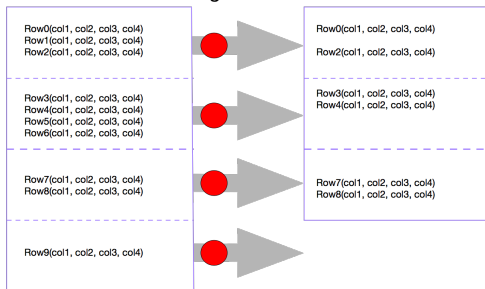 Row0(col1, col2, col3, col4)
Row1(col1, col2, col3, col4)
Row2(col1, col2, col3, col4)
Row3(col1, col2, col3, col4)
Row4(col1, col2, col3, col4)
Row5(col1, col2, col3, col4)
Row6(col1, col2, col3, col4)
Row7(col1, col2, col3, col4)
Row8(col1, col2, col3, col4)
Row9(col1, col2, col3, col4)
Row0(col1, col2, col3, col4)
Row2(col1, col2, col3, col4)
Row3(col1, col2, col3, col4)
Row4(col1, col2, col3, col4)
Row7(col1, col2, col3, col4)
Row8(col1, col2, col3, col4)